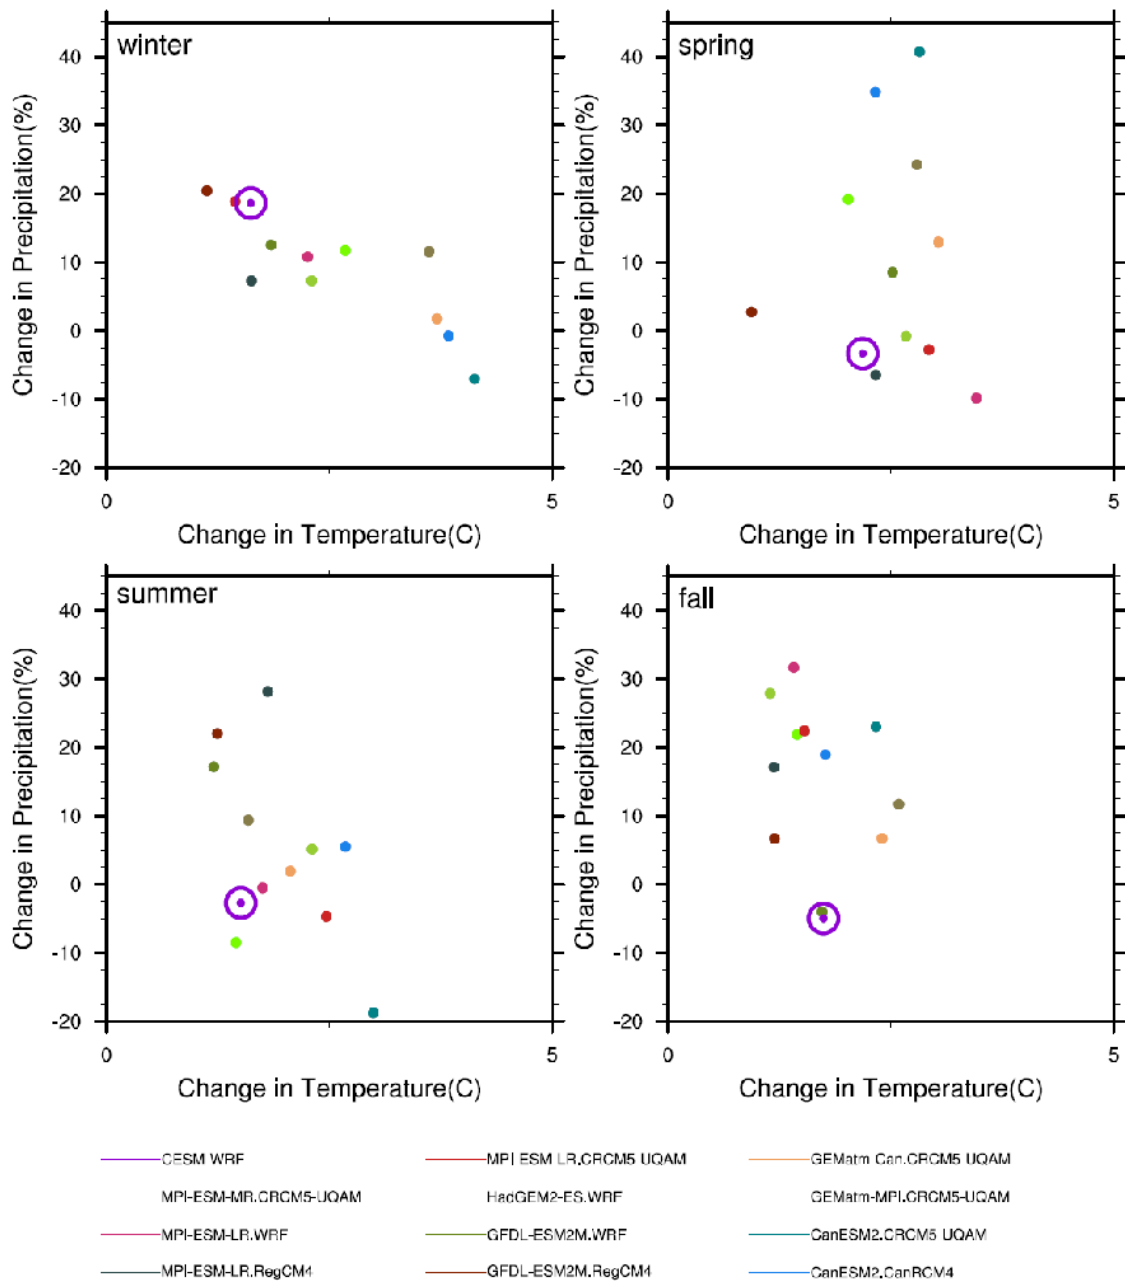 winter
spring
40
30
20
10
0
-10
-20
Change in Precipitation(%)
0
5
Change in Temperature(C)
40
30
20
10
0
-10
-20
Change in Precipitation(%)
0
5
Change in Temperature(C)
summer
fall
40
30
20
10
0
-10
-20
Change in Precipitation(%)
0
5
Change in Temperature(C)
40
30
20
10
0
-10
-20
Change in Precipitation(%)
0
5
Change in Temperature(C)
CESM WRF
MPI-ESM-MR.CRCM5-UQAM
MPI-ESM-LR.WRF
MPI-ESM-LR.RegCM4
MPI ESM LR.CRCM5 UQAM
HadGEM2-ES.WRF
GFDL-ESM2M.WRF
GFDL-ESM2M.RegCM4
GEMatm Can.CRCM5 UQAM
GEMatm-MPI.CRCM5-UQAM
CanESM2.CRCM5 UQAM
CanESM2.CanRCM4